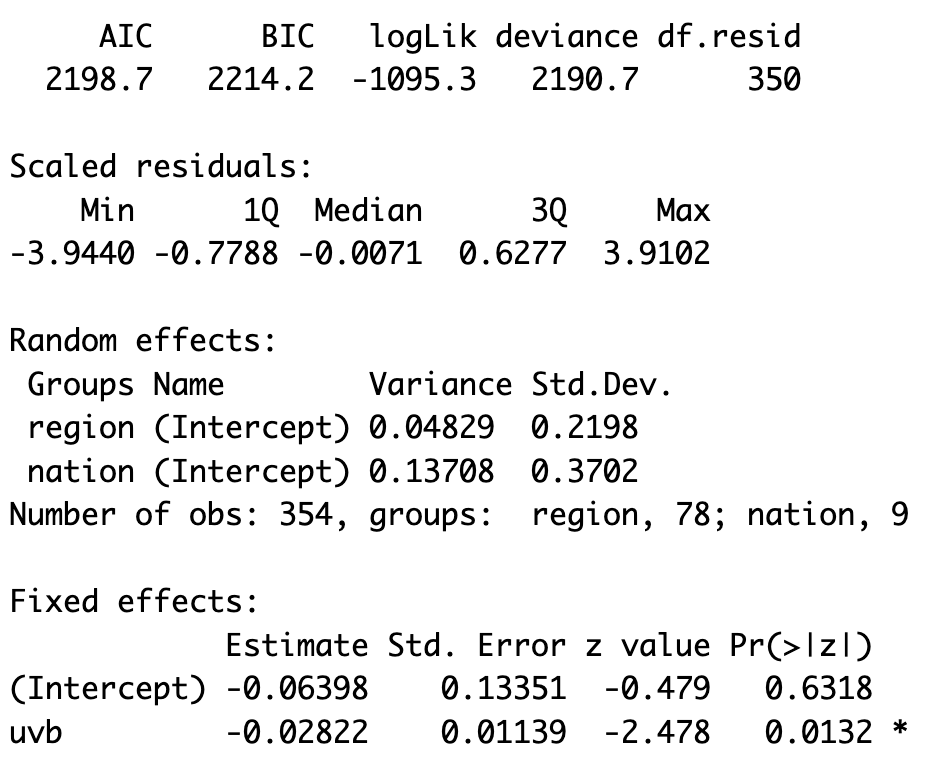 AIC BIC logLik deviance df.resid
2198.7 2214.2 -1095.3 2190.7 350
Scaled residuals:
Min 1Q Median 3Q Max
-3.9440 -0.7788 -0.0071 0.6277 3.9102
Random effects:
Groups Name Variance Std.Dev.
region (Intercept) 0.04829 0.2198
nation (Intercept) 0.13708 0.3702
Number of obs: 354, groups: region, 78; nation, 9
Fixed effects:
Estimate Std. Error z value Pr(>|z|)
(Intercept) -0.06398 0.13351 -0.479 0.6318
uvb -0.02822 0.01139 -2.478 0.0132 *